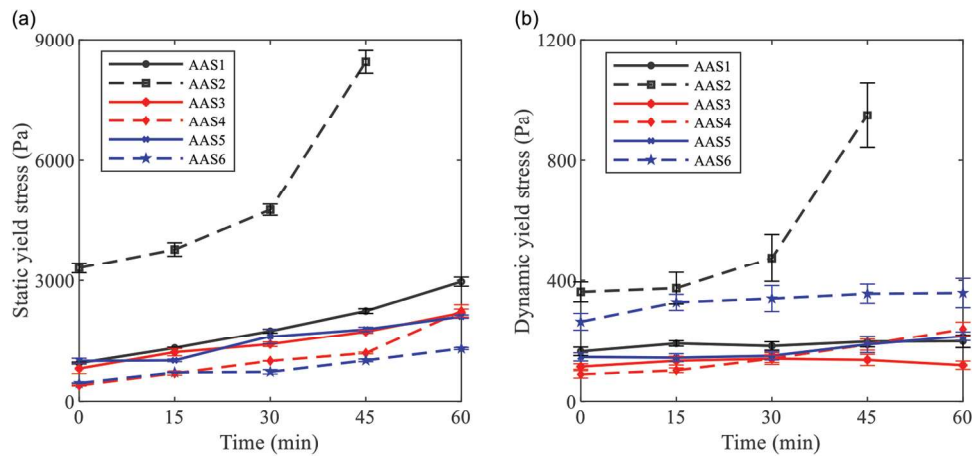 (a)
9000
6000
3000
0
Static yield stress (Pa)
AAS1
AAS2
AAS3
AAS4
AAS5
AAS6
0 15 30 45 60
Time (min)
(b)
1200
800
400
0
Dynamic yield stress (Pa)
AAS1
AAS2
AAS3
AAS4
AAS5
AAS6
0 15 30 45 60
Time (min)